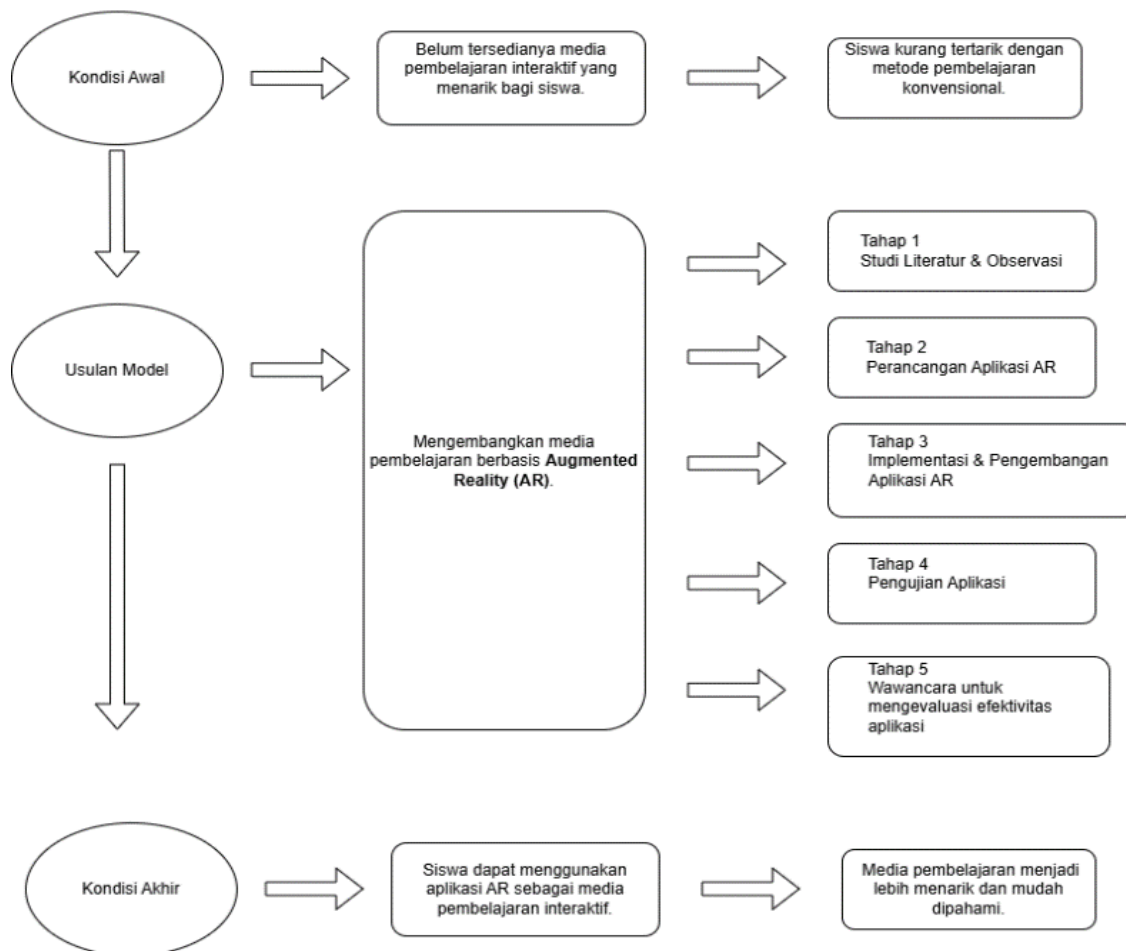 Kondisi Awal
Belum tersedianya media
pembelajaran interaktif yang
menarik bagi siswa.
Siswa kurang tertarik dengan
metode pembelajaran
konvensional.
Usulan Model
Mengembangkan media
pembelajaran berbasis Augmented
Reality (AR).
Tahap 1
Studi Literatur & Observasi
Tahap 2
Perancangan Aplikasi AR
Tahap 3
Implementasi & Pengembangan
Aplikasi AR
Tahap 4
Pengujian Aplikasi
Tahap 5
Wawancara untuk
mengevaluasi efektivitas
aplikasi
Kondisi Akhir
Siswa dapat menggunakan
aplikasi AR sebagai media
pembelajaran interaktif.
Media pembelajaran menjadi
lebih menarik dan mudah
dipahami.